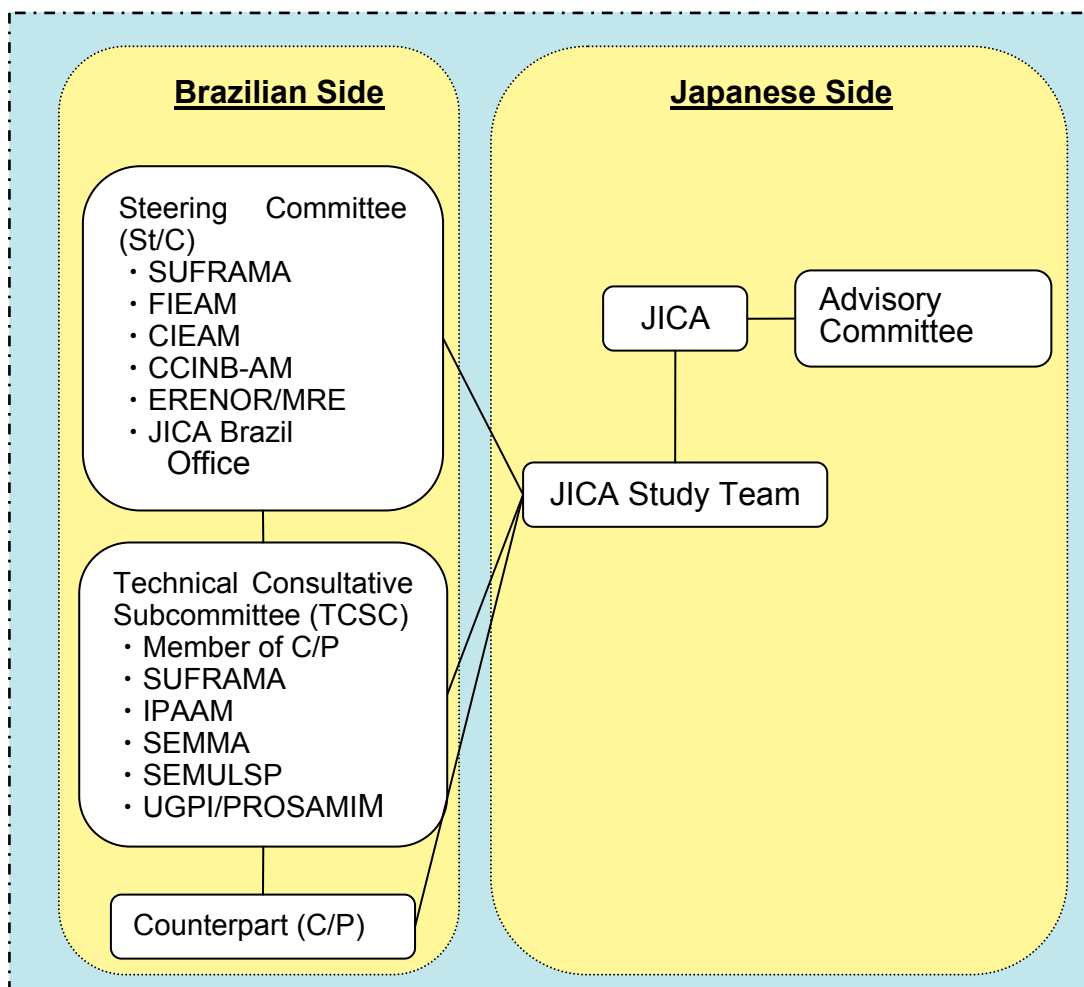 Brazilian Side
Steering Committee
(St/C)
・SUFRAMA
・FIEAM
・CIEAM
・CCINB-AM
・ERENOR/MRE
・JICA Brazil
Office
Technical Consultative
Subcommittee (TCSC)
・Member of C/P
・SUFRAMA
・IPAAM
・SEMMA
・SEMULSP
・UGPI/PROSAMIM
Counterpart (C/P)
Japanese Side
JICA
Advisory
Committee
JICA Study Team